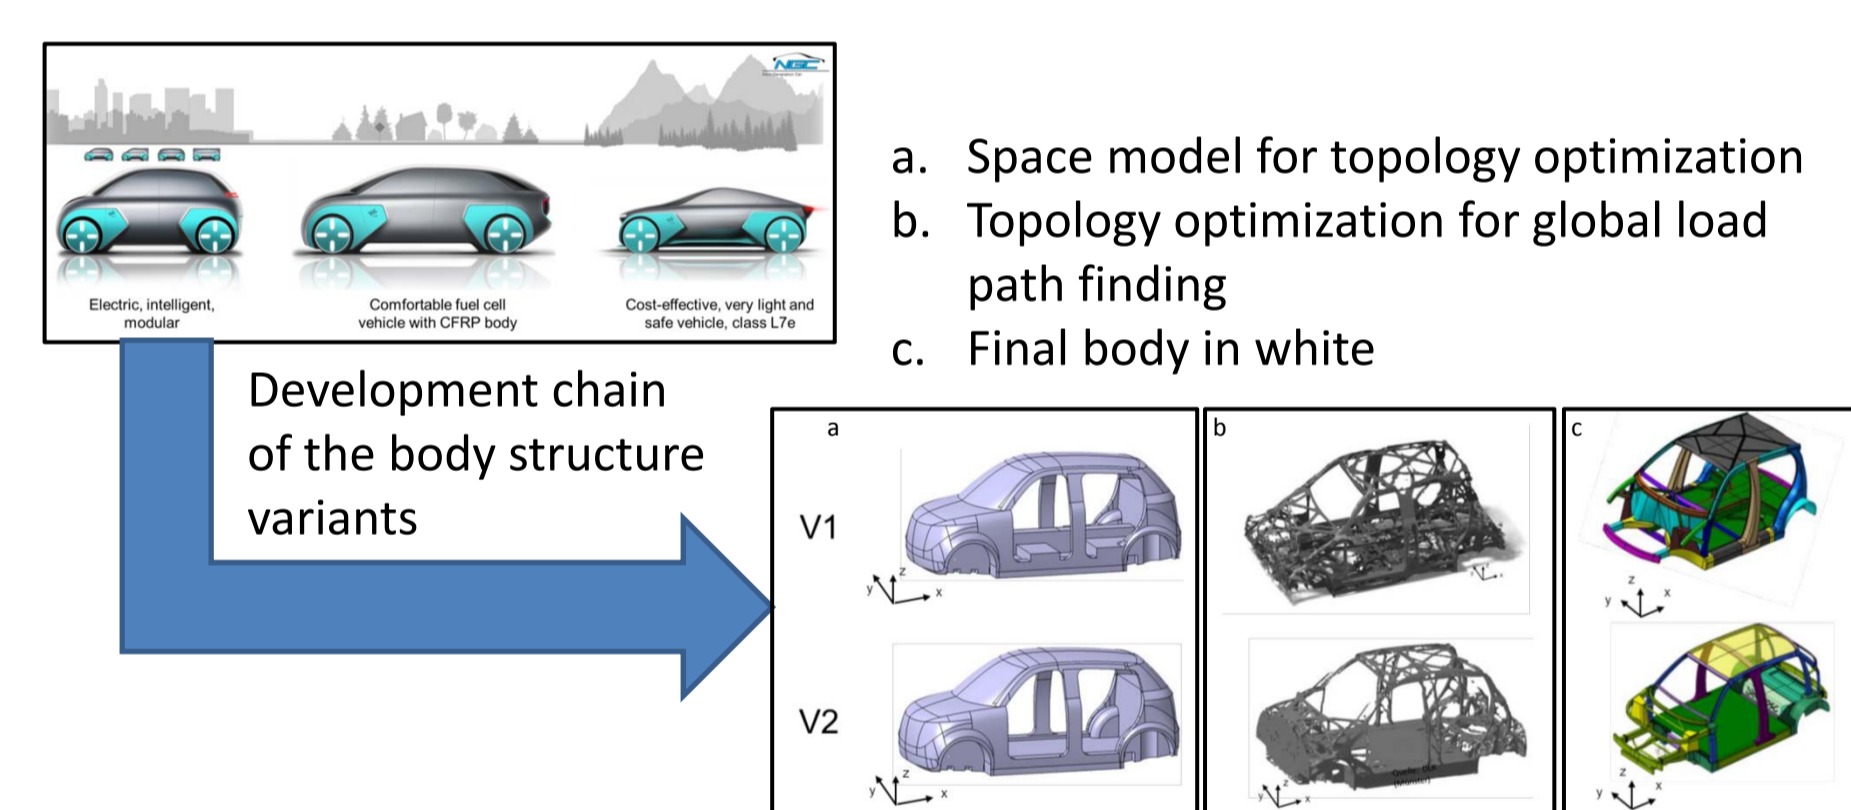 NGC
Electric, intelligent,
modular
Comfortable fuel cell
vehicle with CFRP body
Cost-effective, very light and
safe vehicle, class L7e
a. Space model for topology optimization
b. Topology optimization for global load
path finding
c. Final body in white
Development chain
of the body structure
variants
a
b
c
V1
z
y
x
z
y
x
V2
z
y
x
z
y
x
z
y
x